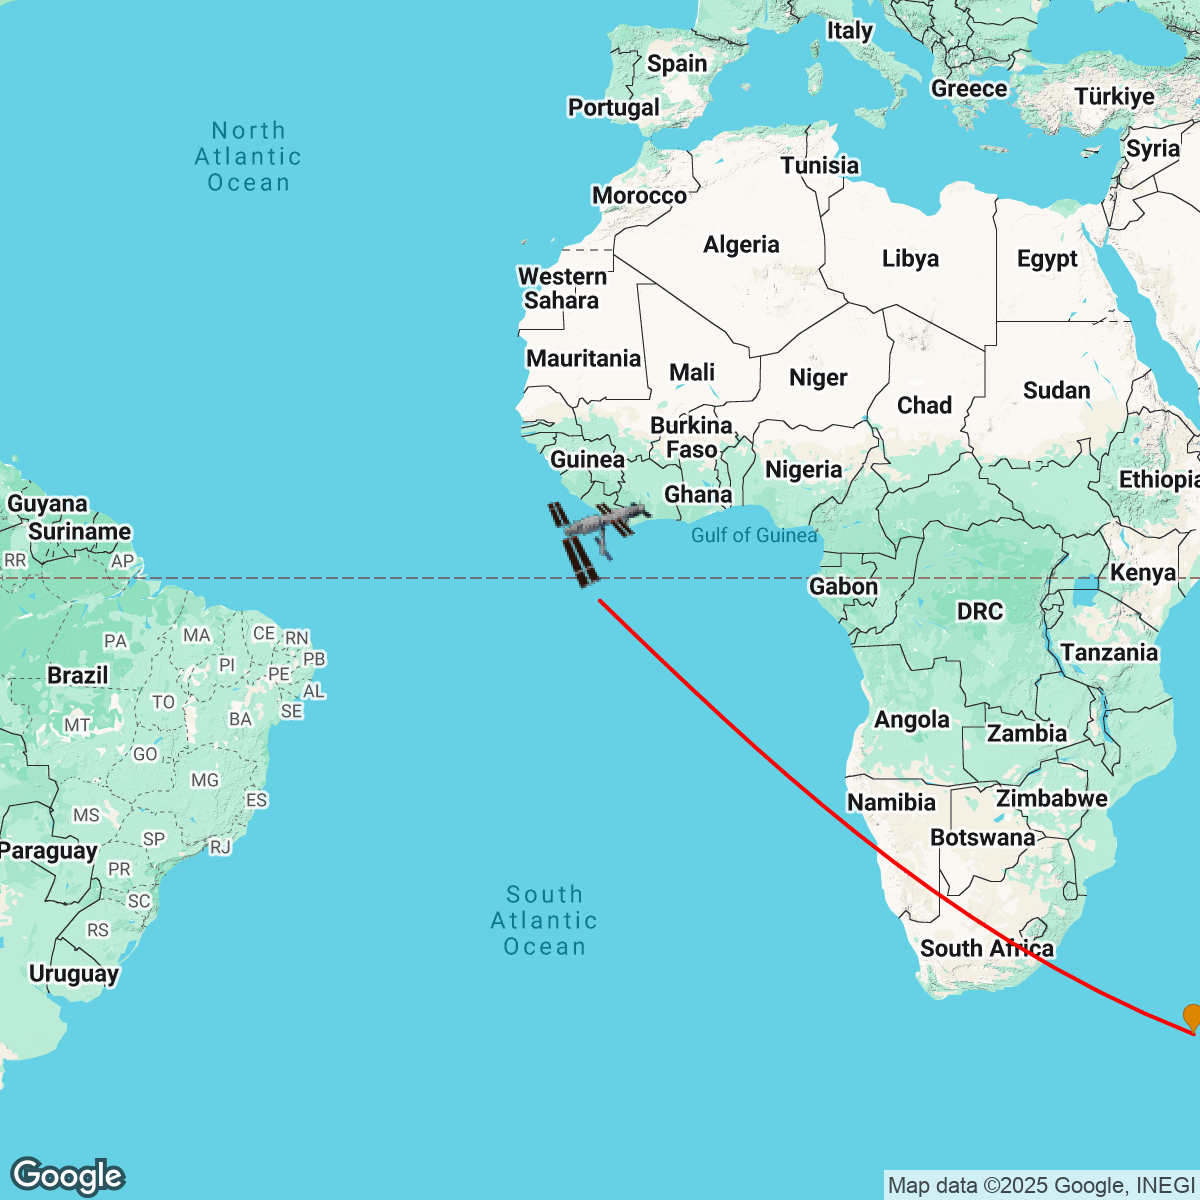 Italy
Spain
Greece
Türkiye
Portugal
North
Atlantic
Ocean
Syria
Tunisia
Morocco
Algeria
Libya
Egypt
Western
Sahara
Mauritania
Mali
Niger
Chad
Sudan
Burkina
Faso
Guinea
Nigeria
Ethiopia
Ghana
Guyana
Suriname
Gulf of Guinea
RR
AP
Gabon
Kenya
DRC
PA
MA
CE
RN
PI
PB
Tanzania
Brazil
PE
AL
TO
SE
MT
BA
Angola
Zambia
GO
MG
ES
Namibia
Zimbabwe
MS
SP
Botswana
RJ
Paraguay
PR
SC
South
Atlantic
Ocean
RS
South Africa
Uruguay
Google
Map data ©2025 Google, INEGI